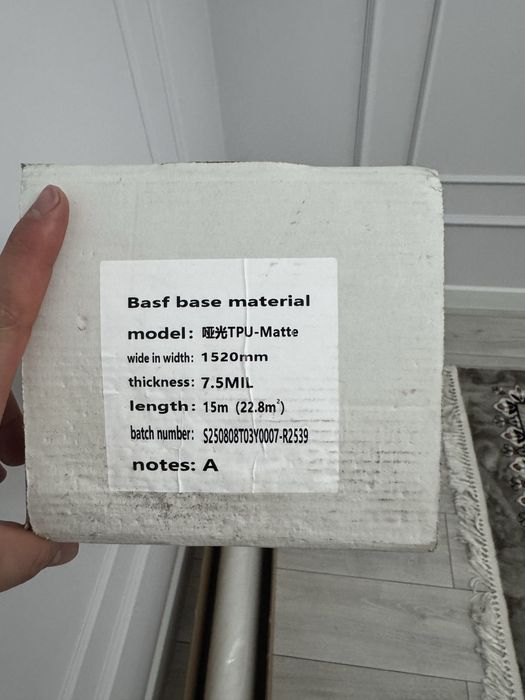 Basf base material
model: 哑光TPU-Matte
wide in width: 1520mm
thickness: 7.5MIL
length: 15m (22.8m²)
batch number: S250808T03Y0007-R2539
notes: A